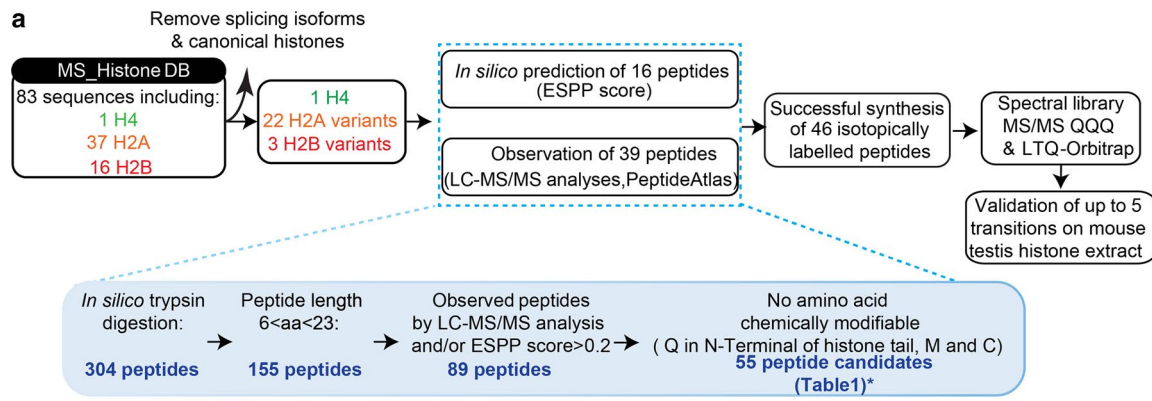 a
Remove splicing isoforms
& canonical histones
MS_Histone DB
83 sequences including:
1 H4
37 H2A
16 H2B
1 H4
22 H2A variants
3 H2B variants
In silico prediction of 16 peptides
(ESPP score)
Observation of 39 peptides
(LC-MS/MS analyses,PeptideAtlas)
Successful synthesis
of 46 isotopically
labelled peptides
Spectral library
MS/MS QQQ
& LTQ-Orbitrap
Validation of up to 5
transitions on mouse
testis histone extract
In silico trypsin
digestion:
304 peptides
Peptide length
6<aa<23:
155 peptides
Observed peptides
by LC-MS/MS analysis
and/or ESPP score>0.2
89 peptides
No amino acid
chemically modifiable
( Q in N-Terminal of histone tail, M and C)
55 peptide candidates
(Table1)*